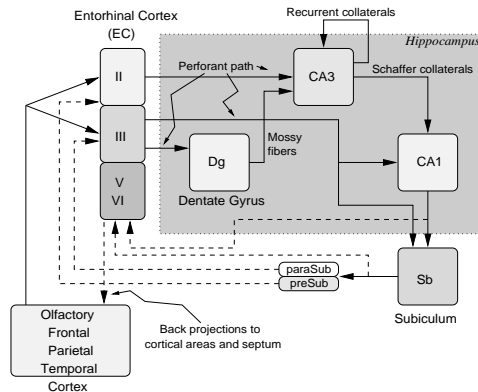 Recurrent collaterals
Entorhinal Cortex
(EC)
Hippocampus
II
Perforant path
CA3
Schaffer collaterals
III
Mossy
fibers
Dg
CA1
Dentate Gyrus
V
VI
paraSub
preSub
Sb
Subiculum
Olfactory
Frontal
Parietal
Temporal
Cortex
Back projections to
cortical areas and septum